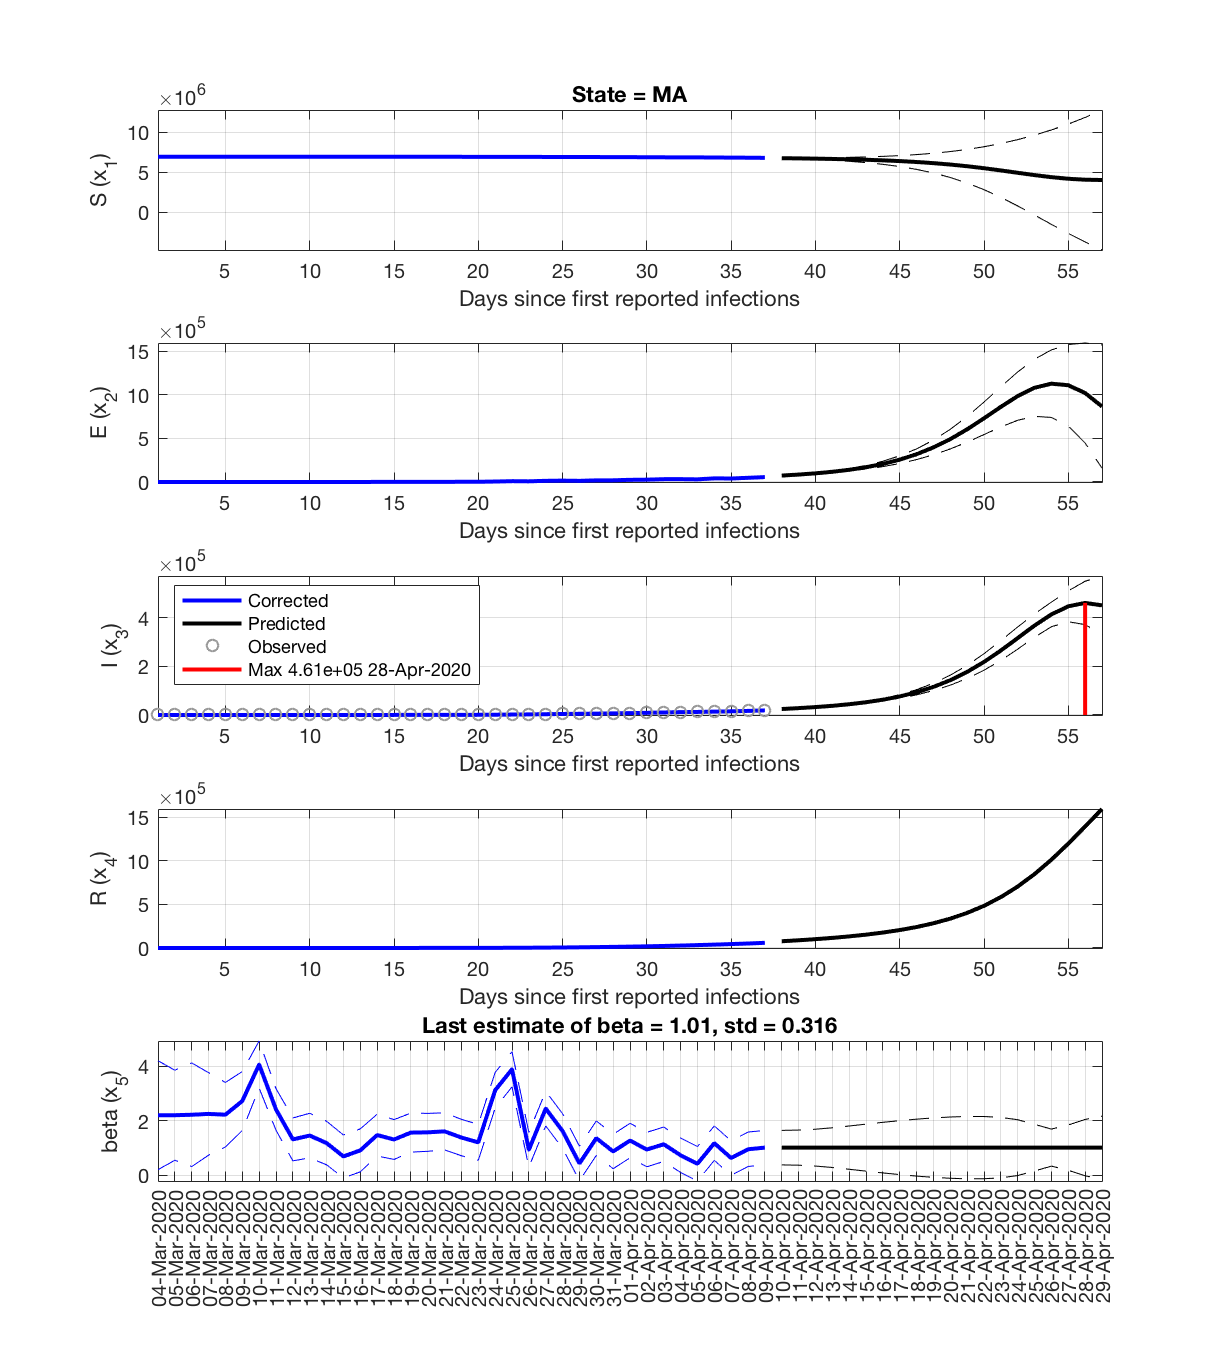 State = MA
×10^6
10
5
0
S (x_1)
5 10 15 20 25 30 35 40 45 50 55
Days since first reported infections
×10^5
15
10
5
0
E (x_2)
5 10 15 20 25 30 35 40 45 50 55
Days since first reported infections
×10^5
4
2
0
I (x_3)
Corrected
Predicted
Observed
Max 4.61e+05 28-Apr-2020
5 10 15 20 25 30 35 40 45 50 55
Days since first reported infections
×10^5
15
10
5
0
R (x_4)
5 10 15 20 25 30 35 40 45 50 55
Days since first reported infections
Last estimate of beta = 1.01, std = 0.316
4
2
0
beta (x_5)
04-Mar-2020
05-Mar-2020
06-Mar-2020
07-Mar-2020
08-Mar-2020
09-Mar-2020
10-Mar-2020
11-Mar-2020
12-Mar-2020
13-Mar-2020
14-Mar-2020
15-Mar-2020
16-Mar-2020
17-Mar-2020
18-Mar-2020
19-Mar-2020
20-Mar-2020
21-Mar-2020
22-Mar-2020
23-Mar-2020
24-Mar-2020
25-Mar-2020
26-Mar-2020
27-Mar-2020
28-Mar-2020
29-Mar-2020
30-Mar-2020
31-Mar-2020
01-Apr-2020
02-Apr-2020
03-Apr-2020
04-Apr-2020
05-Apr-2020
06-Apr-2020
07-Apr-2020
08-Apr-2020
09-Apr-2020
10-Apr-2020
11-Apr-2020
12-Apr-2020
13-Apr-2020
14-Apr-2020
15-Apr-2020
16-Apr-2020
17-Apr-2020
18-Apr-2020
19-Apr-2020
20-Apr-2020
21-Apr-2020
22-Apr-2020
23-Apr-2020
24-Apr-2020
25-Apr-2020
26-Apr-2020
27-Apr-2020
28-Apr-2020
29-Apr-2020